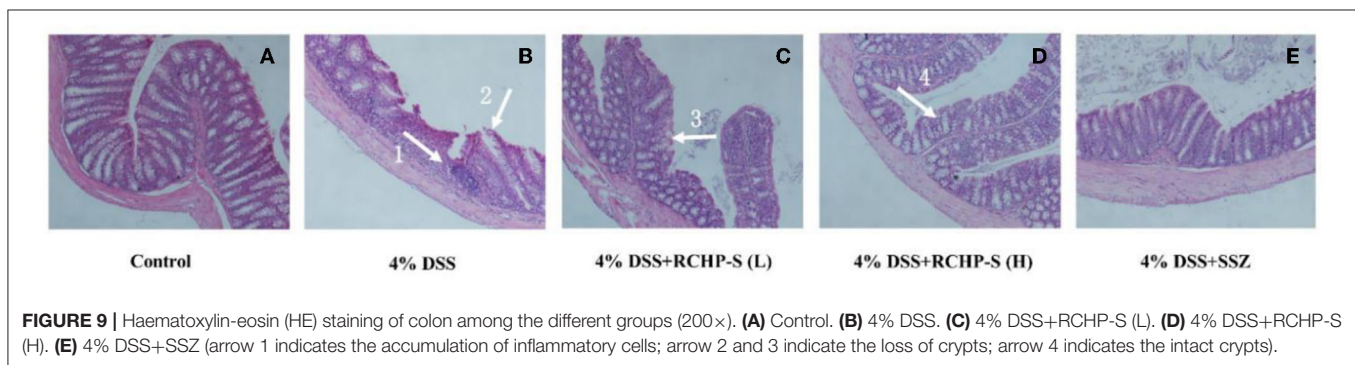 A
B
C
D
E
1
2
3
4
Control
4% DSS
4% DSS+RCHP-S (L)
4% DSS+RCHP-S (H)
4% DSS+SSZ
FIGURE 9 | Haematoxylin-eosin (HE) staining of colon among the different groups (200×). (A) Control. (B) 4% DSS. (C) 4% DSS+RCHP-S (L). (D) 4% DSS+RCHP-S
(H). (E) 4% DSS+SSZ (arrow 1 indicates the accumulation of inflammatory cells; arrow 2 and 3 indicate the loss of crypts; arrow 4 indicates the intact crypts).